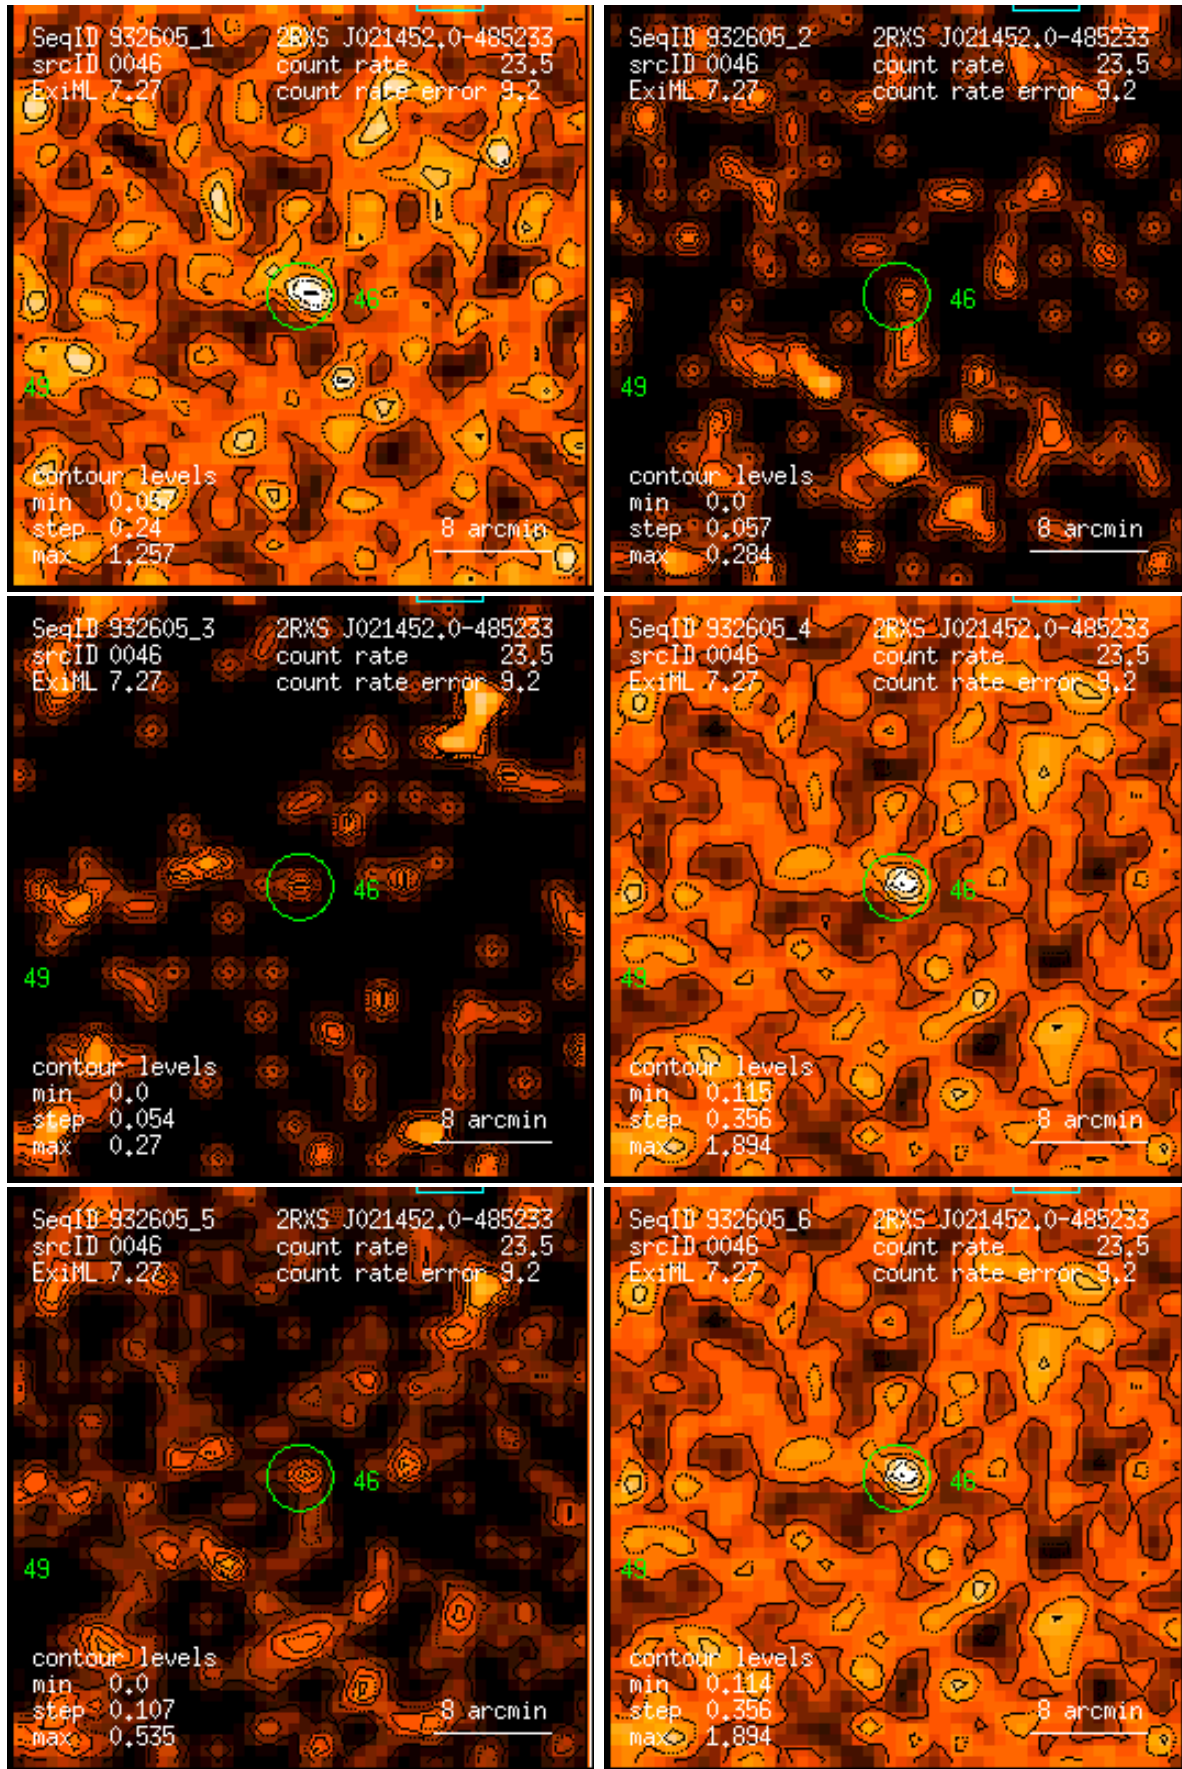 SeqID 932605_1 2RXS J021452.0-485233
srcID 0046 count rate 23.5
ExiML 7.27 count rate error 9.2
46
49
contour levels
min 0.057
step 0.24
max 1.257
8 arcmin
SeqID 932605_2 2RXS J021452.0-485233
srcID 0046 count rate 23.5
ExiML 7.27 count rate error 9.2
46
49
contour levels
min 0.0
step 0.057
max 0.284
8 arcmin
SeqID 932605_3 2RXS J021452.0-485233
srcID 0046 count rate 23.5
ExiML 7.27 count rate error 9.2
46
49
contour levels
min 0.0
step 0.054
max 0.27
8 arcmin
SeqID 932605_4 2RXS J021452.0-485233
srcID 0046 count rate 23.5
ExiML 7.27 count rate error 9.2
46
49
contour levels
min 0.115
step 0.356
max 1.894
8 arcmin
SeqID 932605_5 2RXS J021452.0-485233
srcID 0046 count rate 23.5
ExiML 7.27 count rate error 9.2
46
49
contour levels
min 0.0
step 0.107
max 0.535
8 arcmin
SeqID 932605_6 2RXS J021452.0-485233
srcID 0046 count rate 23.5
ExiML 7.27 count rate error 9.2
46
49
contour levels
min 0.114
step 0.356
max 1.894
8 arcmin